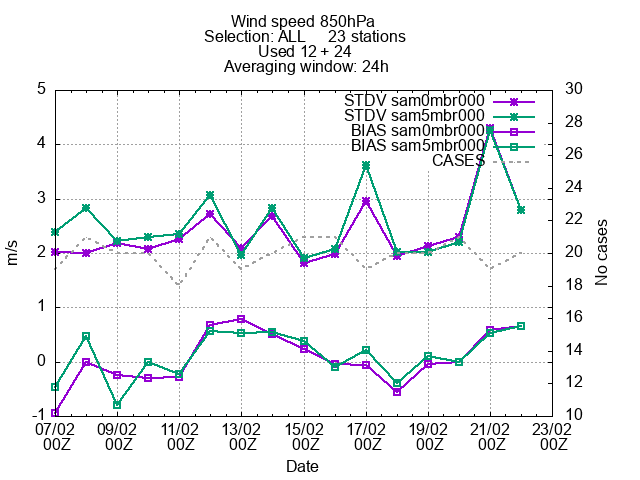 Wind speed 850hPa
Selection: ALL 23 stations
Used 12 + 24
Averaging window: 24h
5
4
3
2
1
0
-1
m/s
30
28
26
24
22
20
18
16
14
12
10
No cases
STDV sam0mbr000
STDV sam5mbr000
BIAS sam0mbr000
BIAS sam5mbr000
CASES
07/02 09/02 11/02 13/02 15/02 17/02 19/02 21/02 23/02
00Z 00Z 00Z 00Z 00Z 00Z 00Z 00Z 00Z
Date